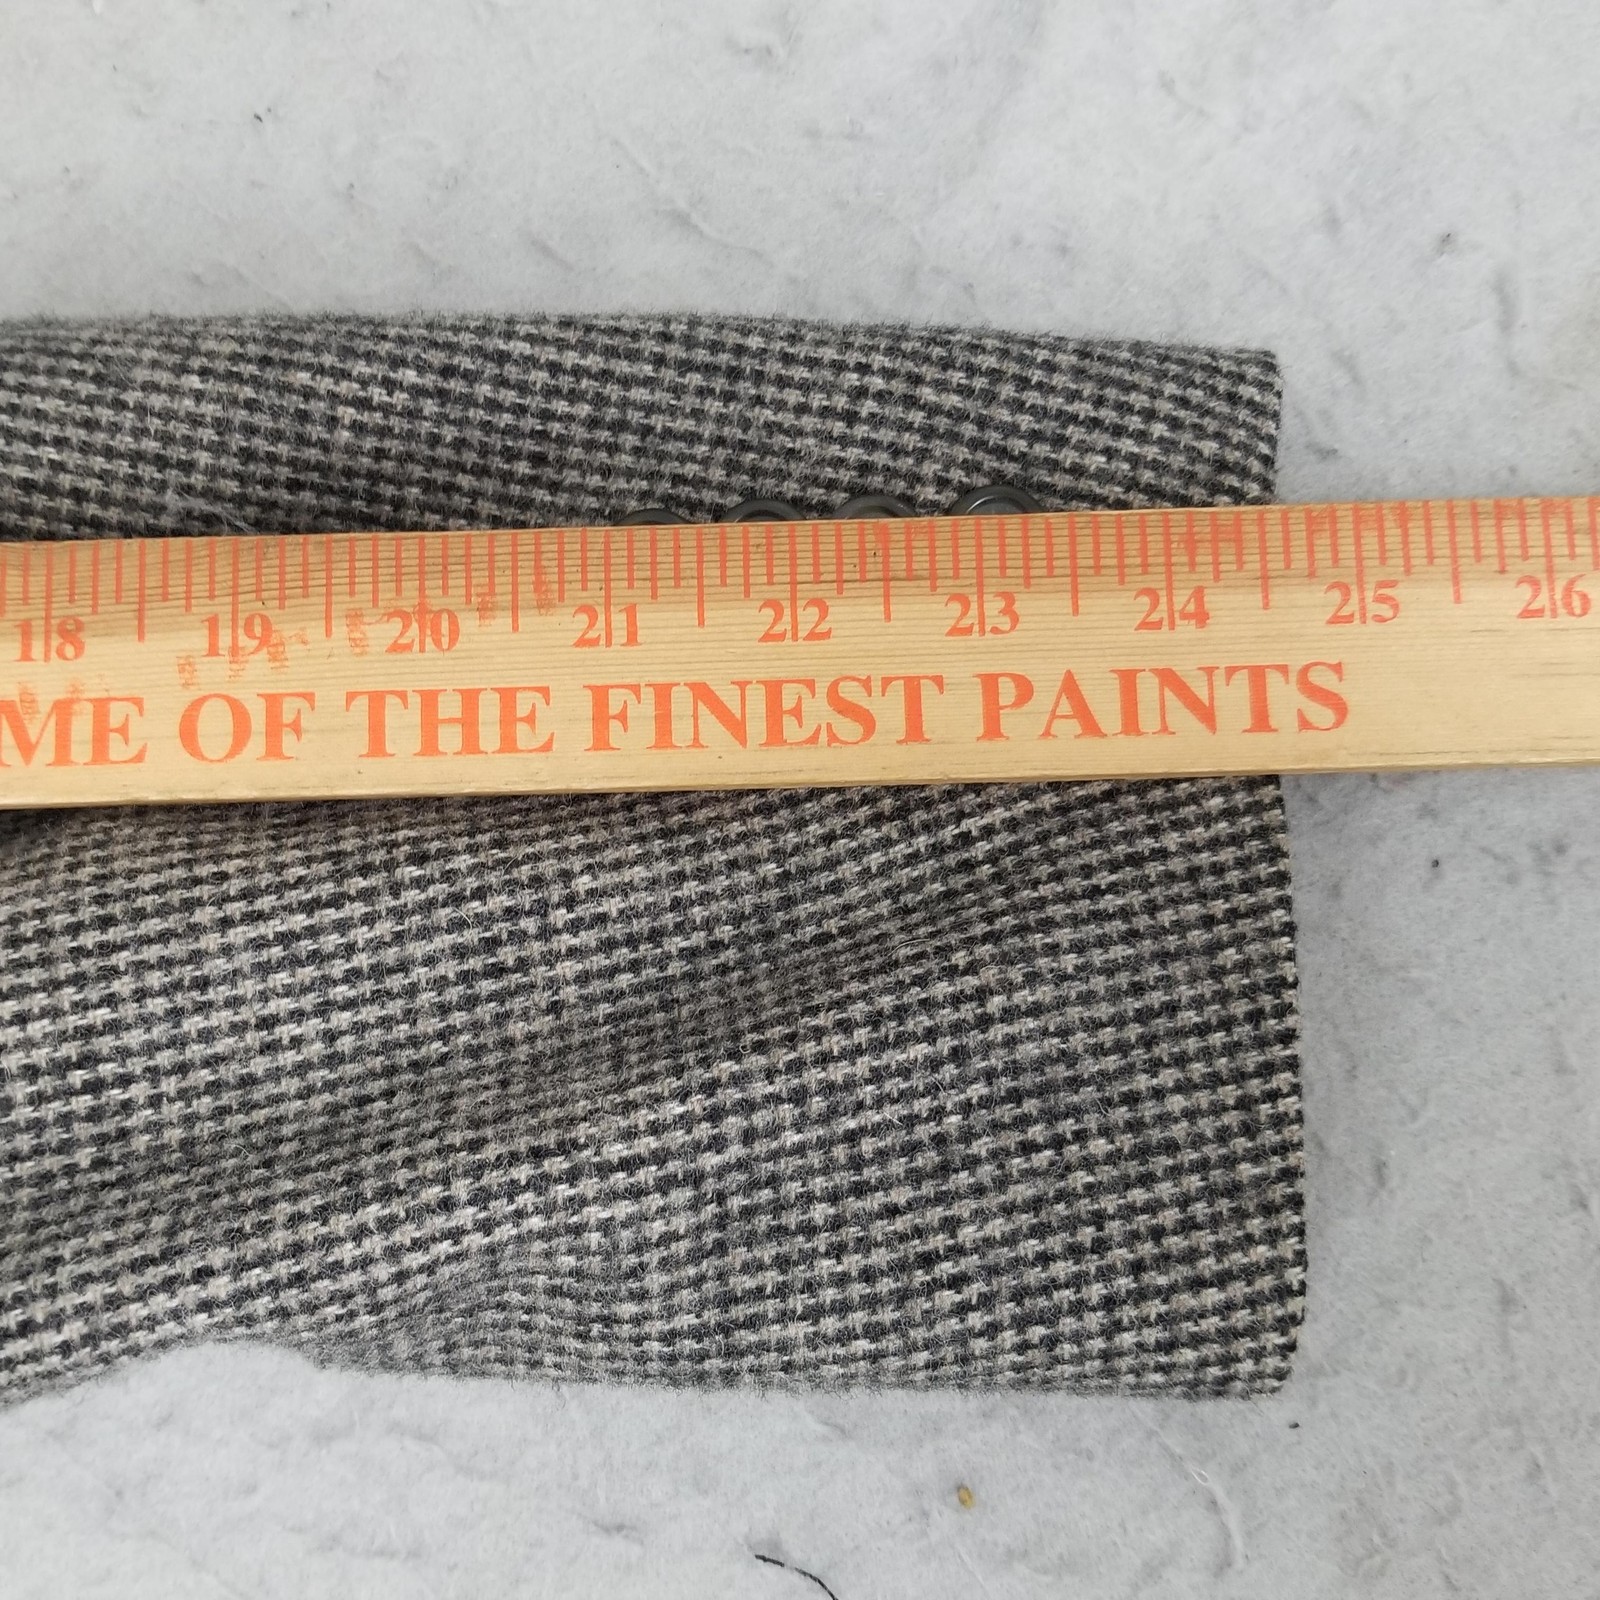 18 19 20 21 22 23 24 25 26
ME OF THE FINEST PAINTS